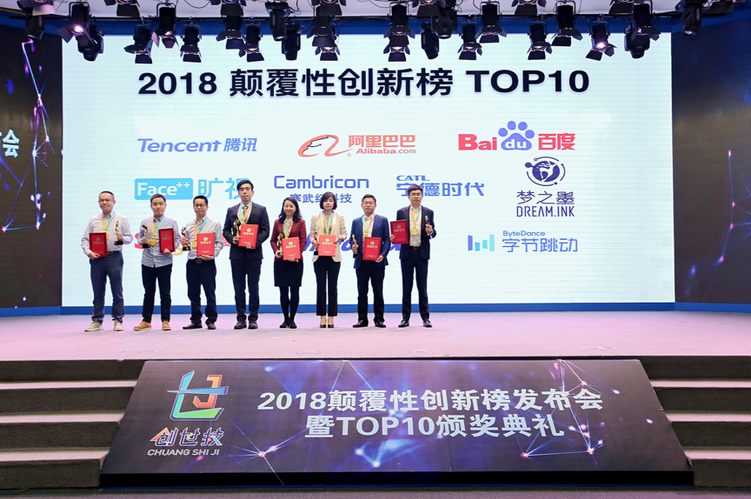 2018 颠覆性创新榜 TOP10
Tencent 腾讯
阿里巴巴
Alibaba.com
Bai du 百度
Face++ 旷视
Cambricon
寒武纪科技
CATL
宁德时代
梦之墨
DREAM.INK
ByteDance
字节跳动
会
2018颠覆性创新榜发布会
暨TOP10颁奖典礼
创世技
CHUANG SHI JI